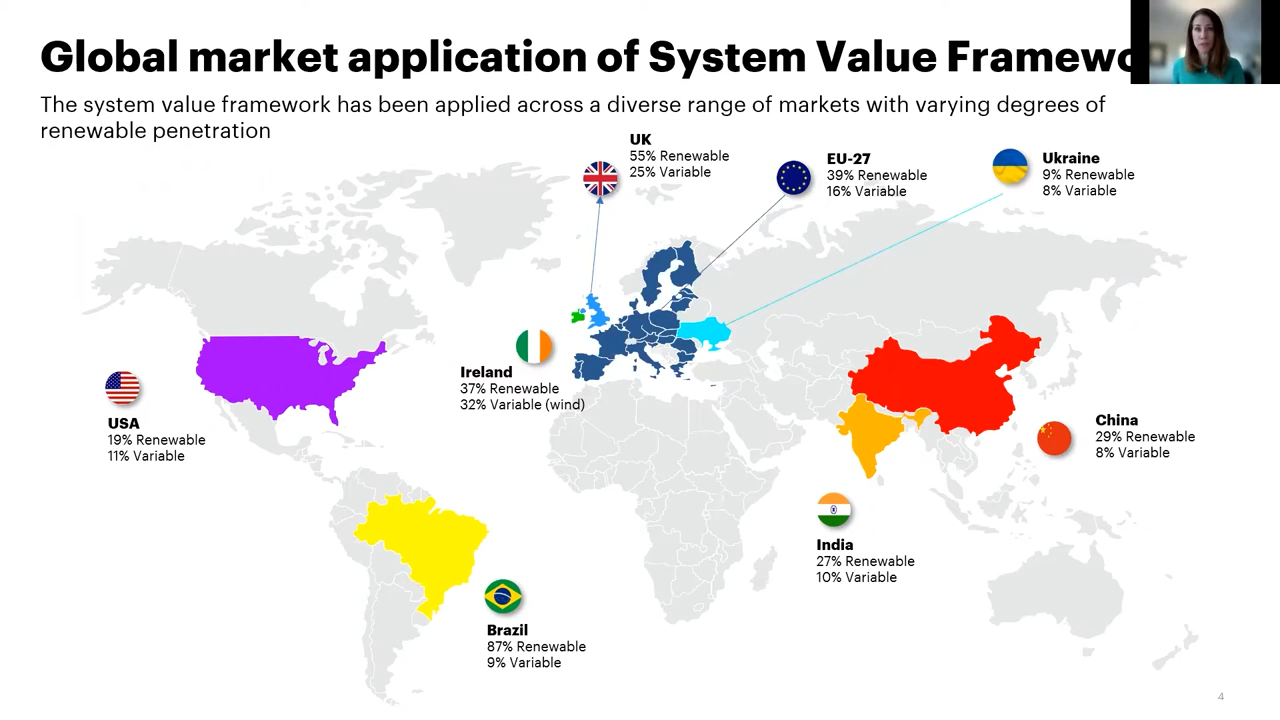 Global market application of System Value Framewo
The system value framework has been applied across a diverse range of markets with varying degrees of
renewable penetration
UK
55% Renewable
25% Variable
EU-27
39% Renewable
16% Variable
Ukraine
9% Renewable
8% Variable
Ireland
37% Renewable
32% Variable (wind)
USA
19% Renewable
11% Variable
China
29% Renewable
8% Variable
India
27% Renewable
10% Variable
Brazil
87% Renewable
9% Variable
4